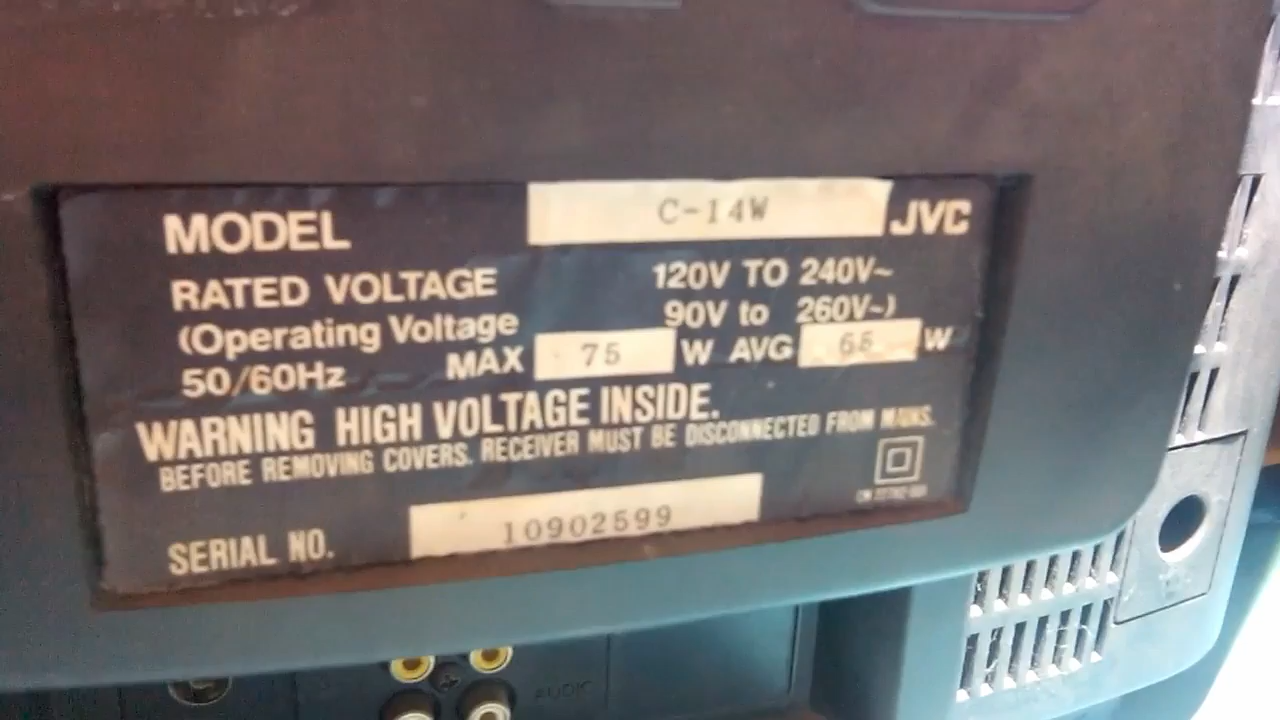 MODEL C-14W JVC
RATED VOLTAGE 120V TO 240V~
(Operating Voltage 90V to 260V~)
50/60Hz MAX 75 W AVG W
WARNING HIGH VOLTAGE INSIDE.
BEFORE REMOVING COVERS. RECEIVER MUST BE DISCONNECTED FROM MAINS.
SERIAL NO. 10902599
AUDIO